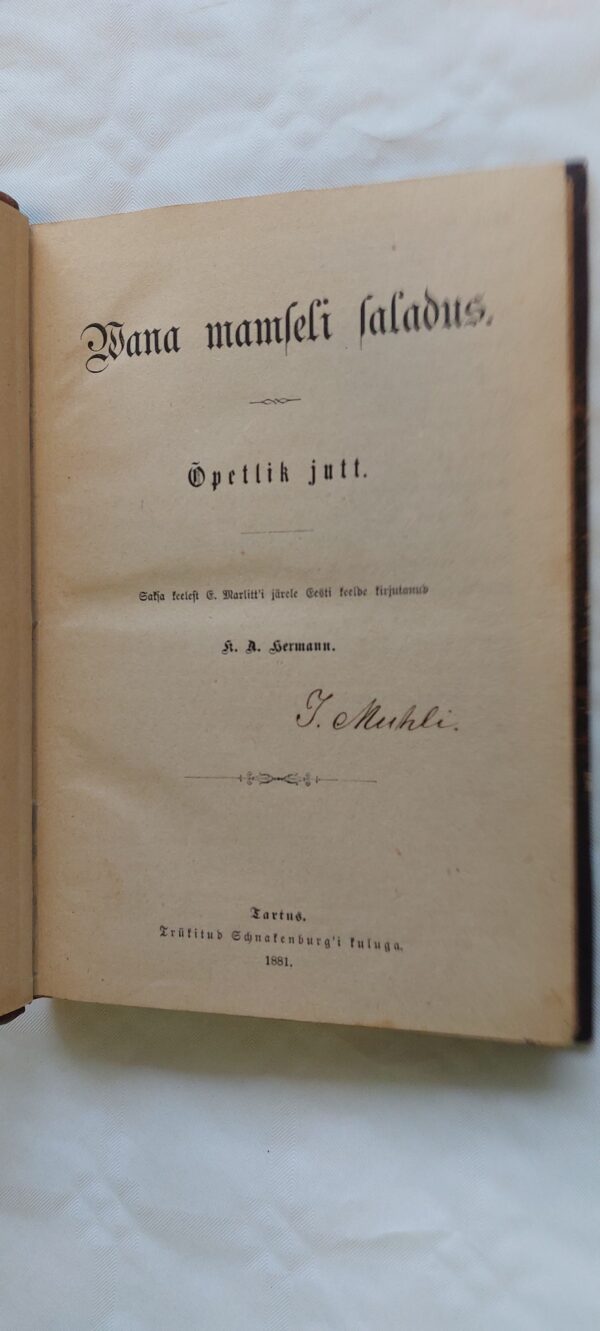 Wana mamseli saladus.
Õpetlik jutt.
Saksa keelest E. Marlitt'i järele Eesti keelde kirjutanud
K. A. Hermann.
J. Muhli.
Tartus.
Trükitud Schnakenburg'i kuluga.
1881.